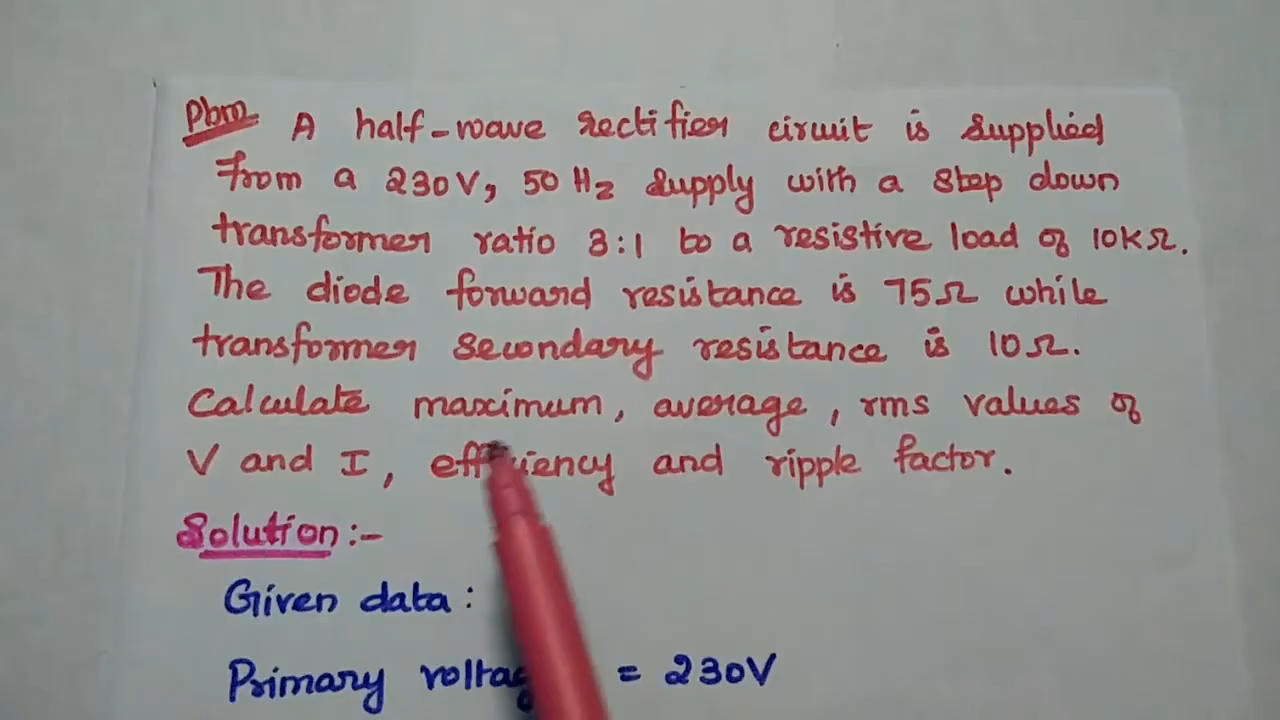 Pbm A half-wave rectifier circuit is supplied
from a 230V, 50 Hz supply with a step down
transformer ratio 3:1 to a resistive load of 10KΩ.
The diode forward resistance is 75Ω while
transformer secondary resistance is 10Ω.
Calculate maximum, average, rms values of
V and I, efficiency and ripple factor.
Solution:-
Given data:
Primary voltage = 230V